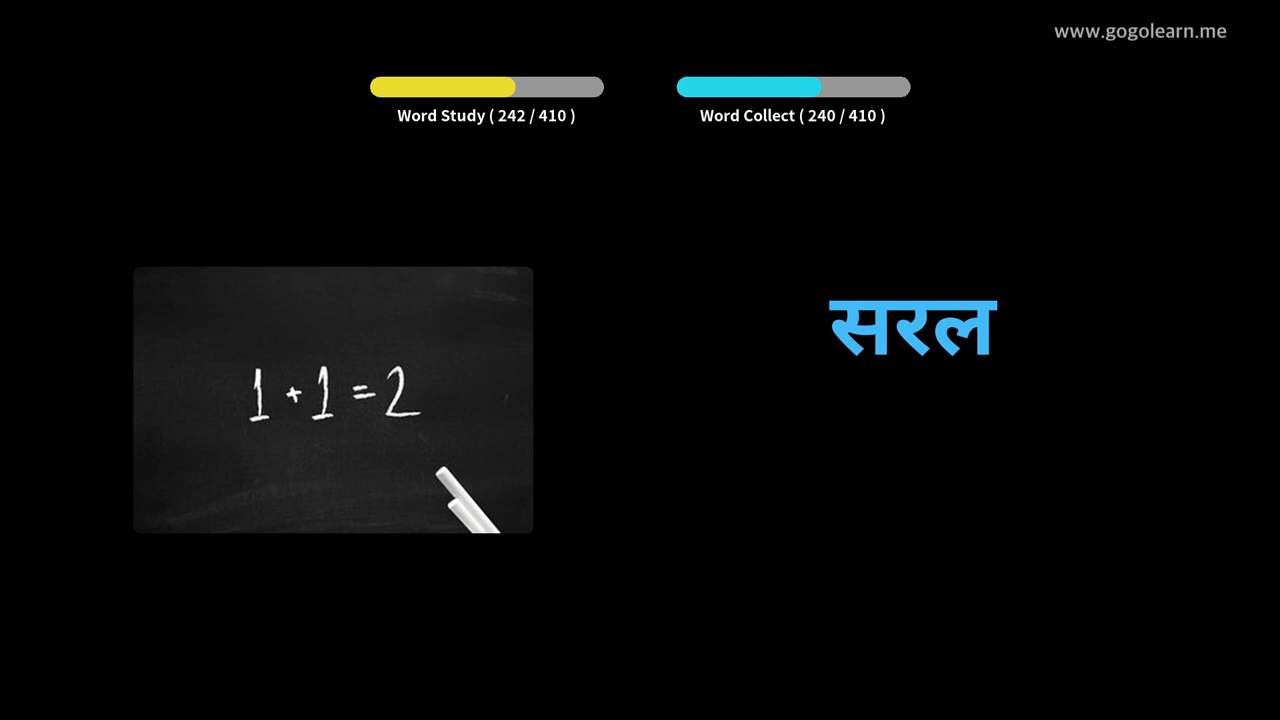 www.gogolearn.me
Word Study ( 242 / 410 )
Word Collect ( 240 / 410 )
1 + 1 = 2
सरल